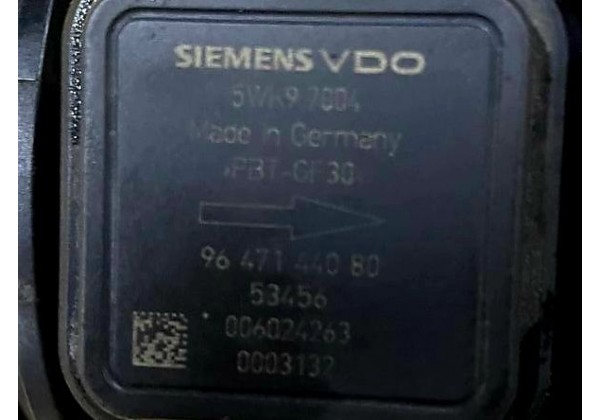 SIEMENS VDO
5WK9 7004
Made in Germany
>PBT-GF30<
96 471 440 80
53456
006024263
0003132